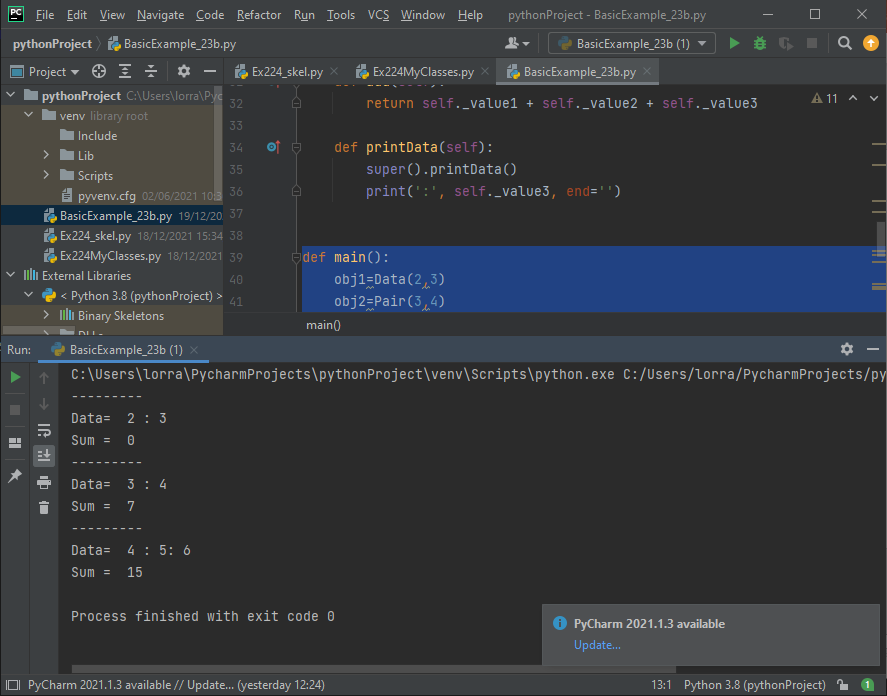 PC File Edit View Navigate Code Refactor Run Tools VCS Window Help pythonProject - BasicExample_23b.py
pythonProject BasicExample_23b.py BasicExample_23b (1)
Project Ex224_skel.py Ex224MyClasses.py BasicExample_23b.py
pythonProject C:\Users\lorra\Pyc
venv library root
Include
Lib
Scripts
pyvenv.cfg 02/06/2021 10:3
BasicExample_23b.py 19/12/20
Ex224_skel.py 18/12/2021 15:34
Ex224MyClasses.py 18/12/2021
External Libraries
< Python 3.8 (pythonProject) >
Binary Skeletons
32 return self._value1 + self._value2 + self._value3
11
33
34 def printData(self):
35 super().printData()
36 print(':', self._value3, end='')
37
38
39 def main():
40 obj1=Data(2,3)
41 obj2=Pair(3,4)
main()
Run: BasicExample_23b (1)
C:\Users\lorra\PycharmProjects\pythonProject\venv\Scripts\python.exe C:/Users/lorra/PycharmProjects/py
---------
Data=  2 : 3
Sum =  0
---------
Data=  3 : 4
Sum =  7
---------
Data=  4 : 5: 6
Sum =  15
Process finished with exit code 0
PyCharm 2021.1.3 available
Update...
PyCharm 2021.1.3 available // Update... (yesterday 12:24) 13:1 Python 3.8 (pythonProject) 1